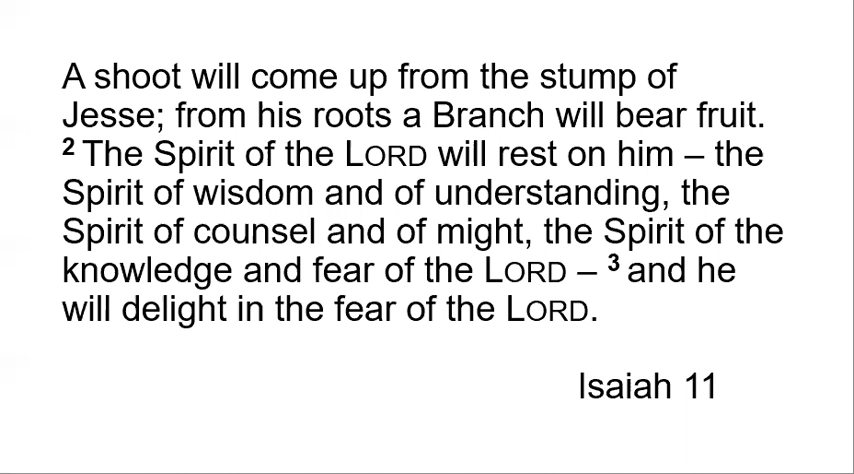 A shoot will come up from the stump of
Jesse; from his roots a Branch will bear fruit.
² The Spirit of the LORD will rest on him – the
Spirit of wisdom and of understanding, the
Spirit of counsel and of might, the Spirit of the
knowledge and fear of the LORD – ³ and he
will delight in the fear of the LORD.
Isaiah 11